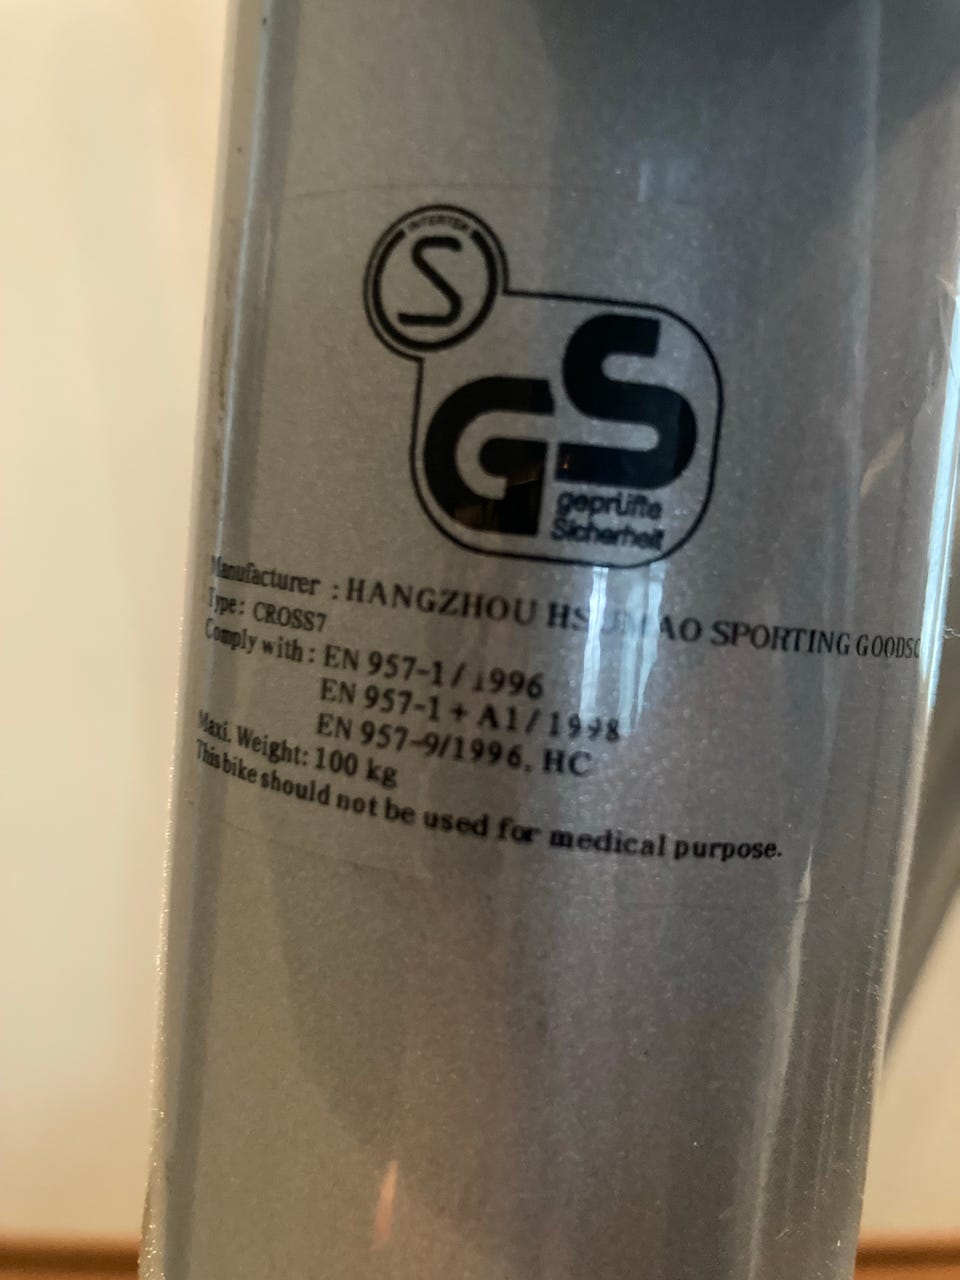 INTERTEK
S
GS
geprüfte
Sicherheit
Manufacturer : HANGZHOU SPORTING GOODS
Type: CROSS7
Comply with : EN 957-1 / 1996
EN 957-1 + A1 / 1998
EN 957-9/1996, HC
Maxi. Weight: 100 kg
This bike should not be used for medical purpose.